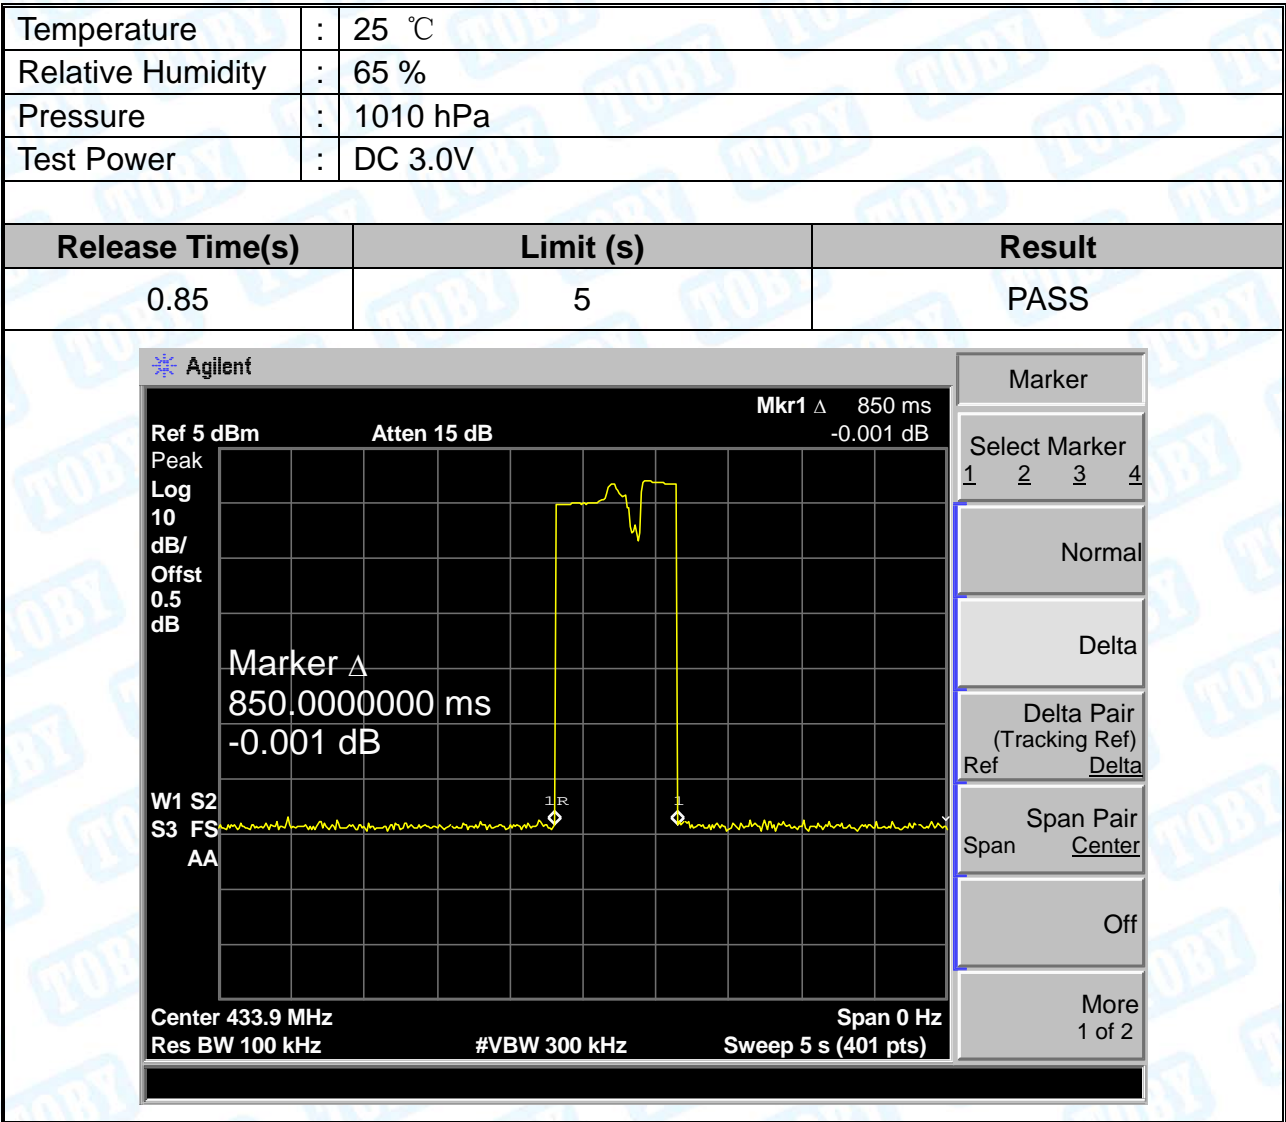 Temperature : 25 ℃
Relative Humidity : 65 %
Pressure : 1010 hPa
Test Power : DC 3.0V
Release Time(s) Limit (s) Result
0.85 5 PASS
Agilent
Marker
Mkr1 Δ 850 ms
Ref 5 dBm Atten 15 dB -0.001 dB
Peak
Log
10
dB/
Offst
0.5
dB
Marker Δ
850.0000000 ms
-0.001 dB
1R 1
W1 S2
S3 FS
AA
Center 433.9 MHz Span 0 Hz
Res BW 100 kHz #VBW 300 kHz Sweep 5 s (401 pts)
Select Marker
1 2 3 4
Normal
Delta
Delta Pair
(Tracking Ref)
Ref Delta
Span Pair
Span Center
Off
More
1 of 2
TOBY